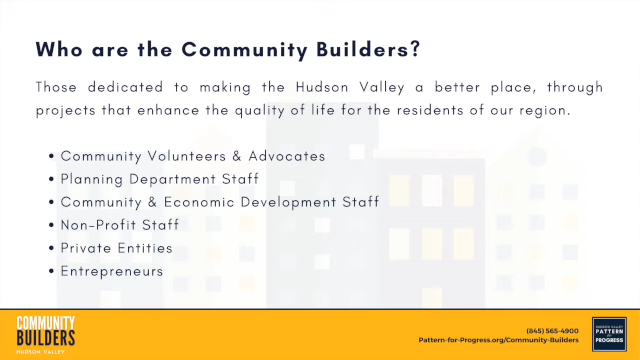 Who are the Community Builders?
Those dedicated to making the Hudson Valley a better place, through
projects that enhance the quality of life for the residents of our region.
• Community Volunteers & Advocates
• Planning Department Staff
• Community & Economic Development Staff
• Non-Profit Staff
• Private Entities
• Entrepreneurs
COMMUNITY
BUILDERS
HUDSON VALLEY
(845) 565-4900
Pattern-for-Progress.org/Community-Builders
HUDSON VALLEY
PATTERN
for
PROGRESS